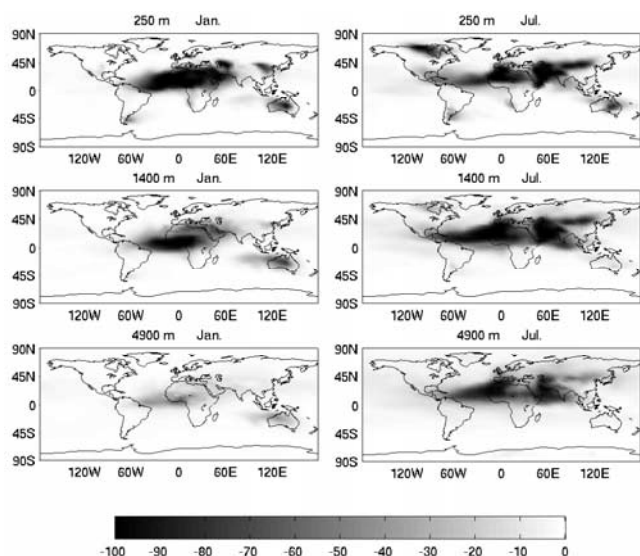 250 m Jan.
250 m Jul.
90N
45N
0
45S
90S
120W 60W 0 60E 120E
90N
45N
0
45S
90S
120W 60W 0 60E 120E
1400 m Jan.
1400 m Jul.
90N
45N
0
45S
90S
120W 60W 0 60E 120E
90N
45N
0
45S
90S
120W 60W 0 60E 120E
4900 m Jan.
4900 m Jul.
90N
45N
0
45S
90S
120W 60W 0 60E 120E
90N
45N
0
45S
90S
120W 60W 0 60E 120E
-100 -90 -80 -70 -60 -50 -40 -30 -20 -10